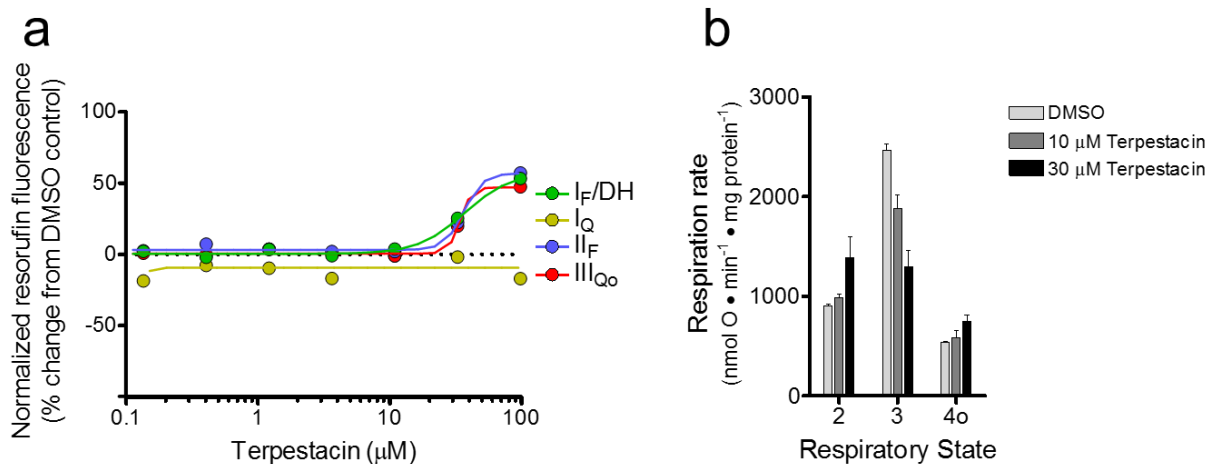 a
Normalized resorufin fluorescence
(% change from DMSO control)
100
50
0
-50
-100
0.1
1
10
100
Terpestacin (μM)
I_F/DH
I_Q
II_F
III_Qo
b
Respiration rate
(nmol O • min⁻¹ • mg protein⁻¹)
3000
2000
1000
0
2
3
4o
Respiratory State
DMSO
10 μM Terpestacin
30 μM Terpestacin